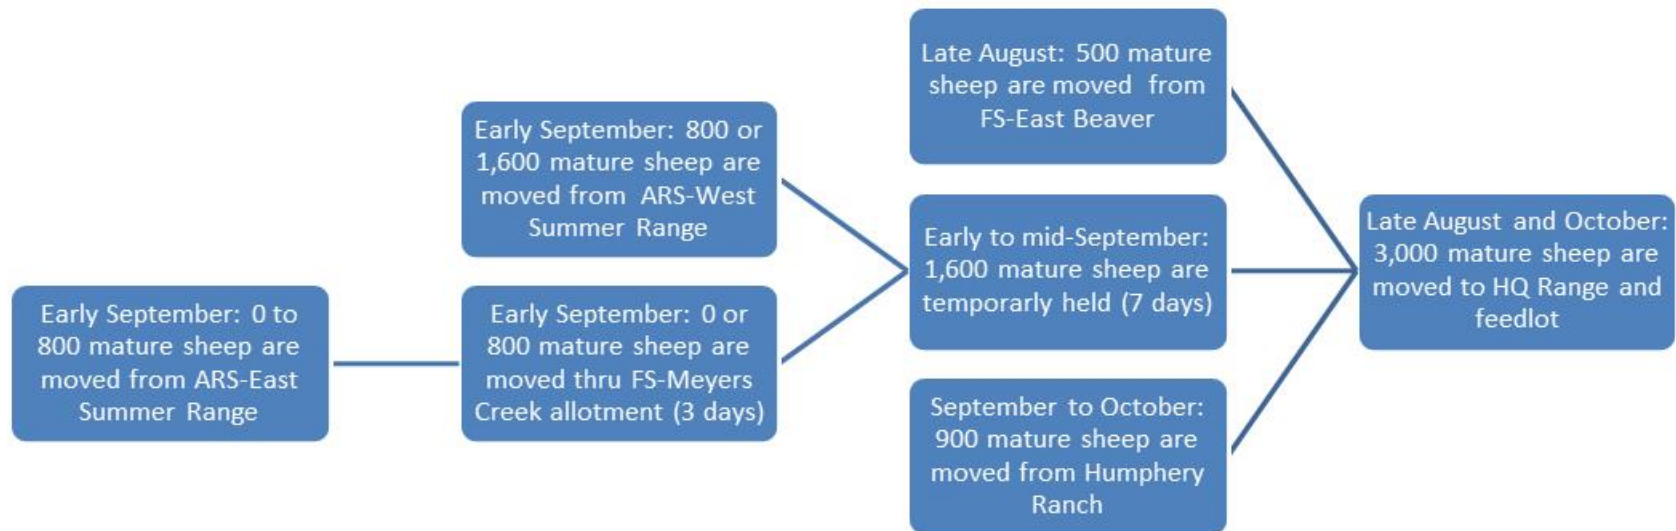 Early September: 0 to
800 mature sheep are
moved from ARS-East
Summer Range
Early September: 800 or
1,600 mature sheep are
moved from ARS-West
Summer Range
Early September: 0 or
800 mature sheep are
moved thru FS-Meyers
Creek allotment (3 days)
Late August: 500 mature
sheep are moved from
FS-East Beaver
Early to mid-September:
1,600 mature sheep are
temporarly held (7 days)
September to October:
900 mature sheep are
moved from Humphery
Ranch
Late August and October:
3,000 mature sheep are
moved to HQ Range and
feedlot